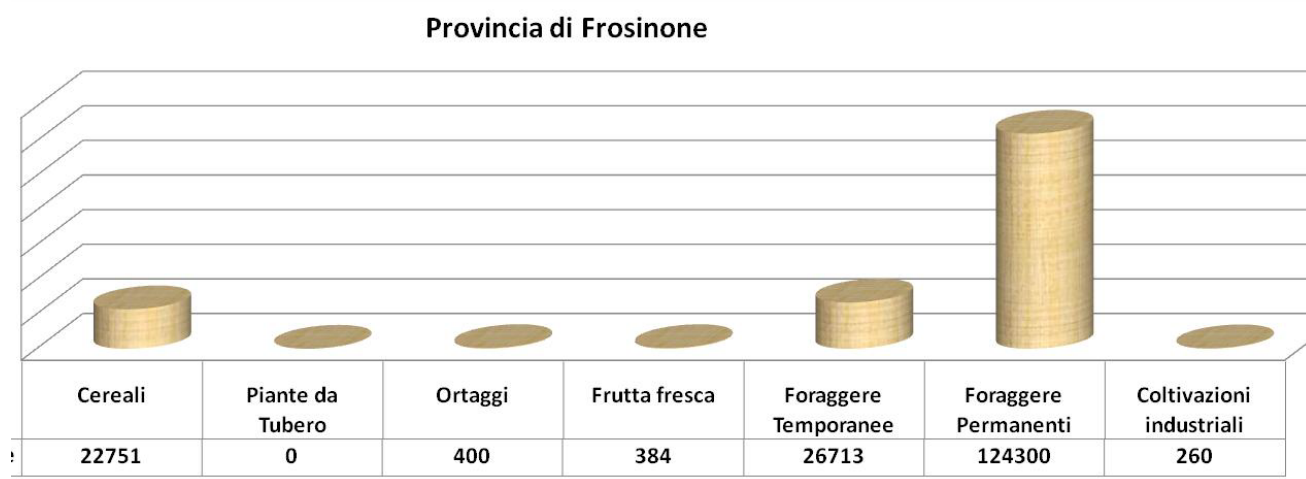 Provincia di Frosinone
Cereali Piante da Ortaggi Frutta fresca Foraggere Foraggere Coltivazioni
Tubero Temporanee Permanenti industriali
e 22751 0 400 384 26713 124300 260